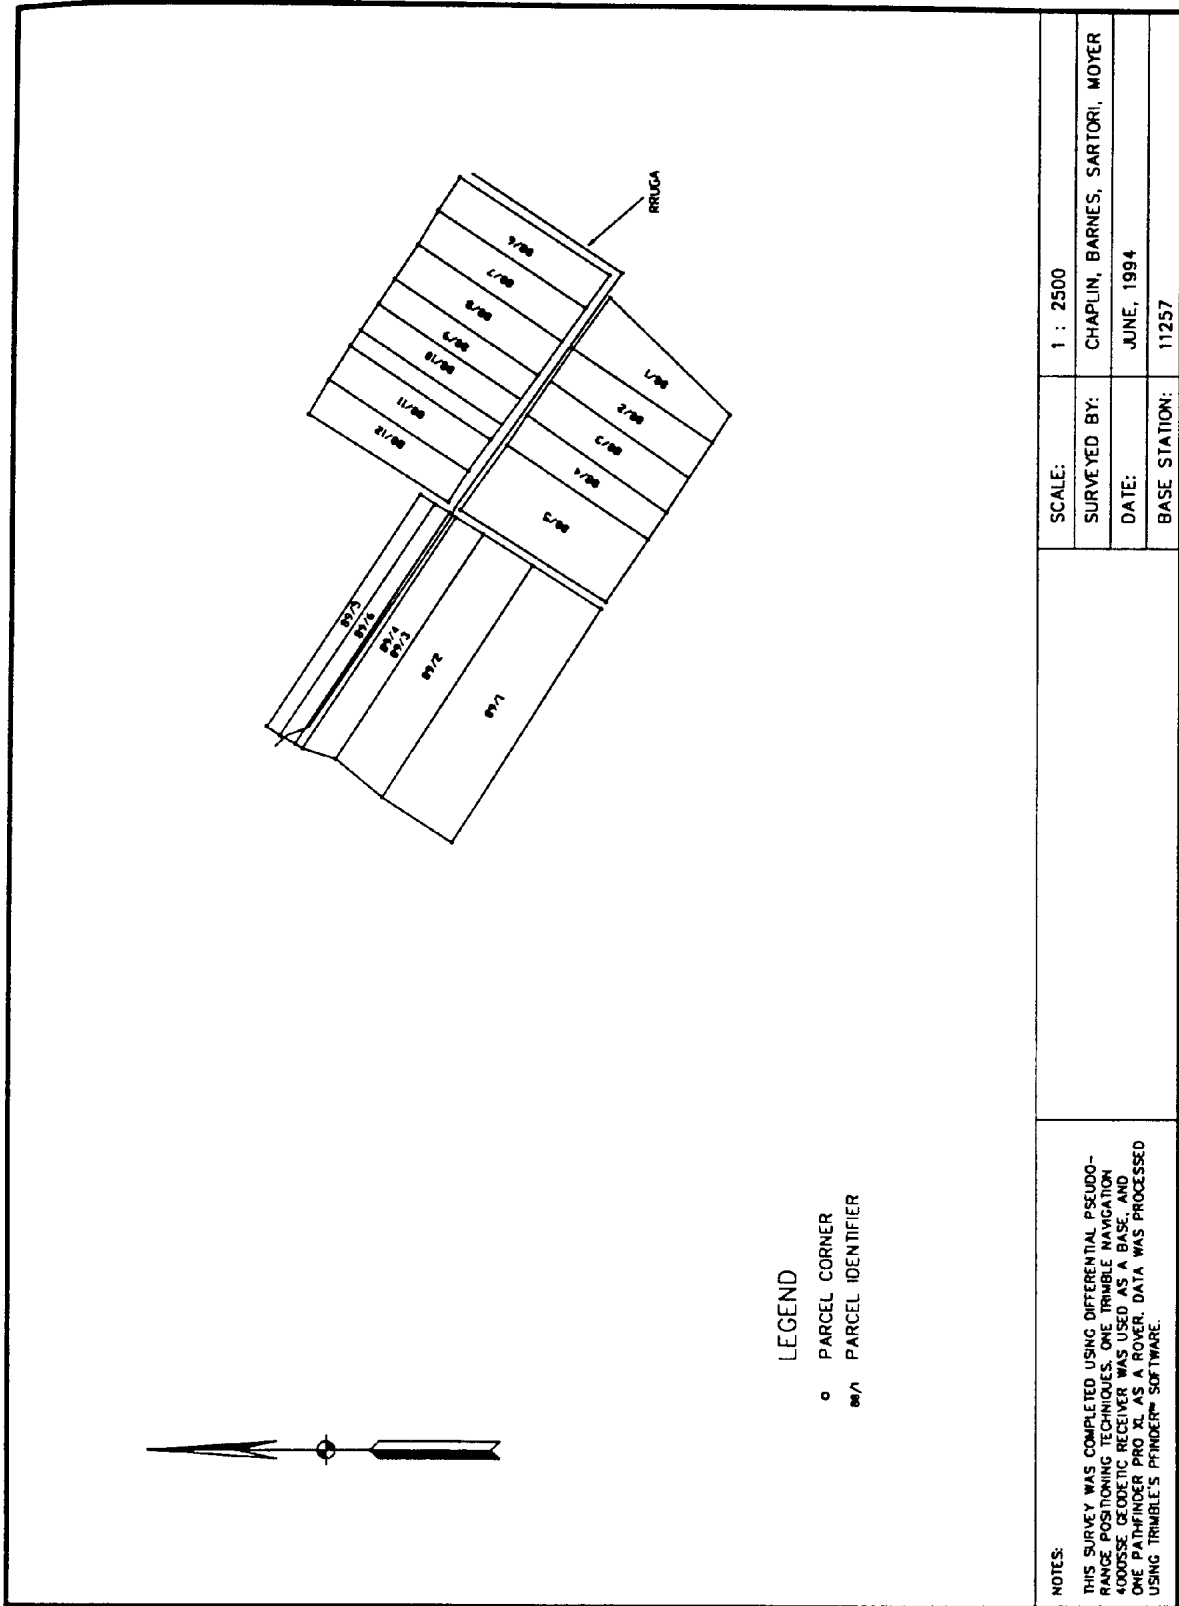 89/5
89/6
89/4
89/3
89/2
89/1
88/12
88/11
88/10
88/9
88/8
88/7
88/6
88/5
88/4
88/3
88/2
88/1
RRUGA
LEGEND
PARCEL CORNER
88/1 PARCEL IDENTIFIER
NOTES:
THIS SURVEY WAS COMPLETED USING DIFFERENTIAL PSEUDO-
RANGE POSITIONING TECHNIQUES. ONE TRIMBLE NAVIGATION
4000SSE GEODETIC RECEIVER WAS USED AS A BASE, AND
ONE PATHFINDER PRO XL AS A ROVER. DATA WAS PROCESSED
USING TRIMBLE'S PFINDER™ SOFTWARE.
SCALE: 1 : 2500
SURVEYED BY: CHAPLIN, BARNES, SARTORI, MOYER
DATE: JUNE, 1994
BASE STATION: 11257